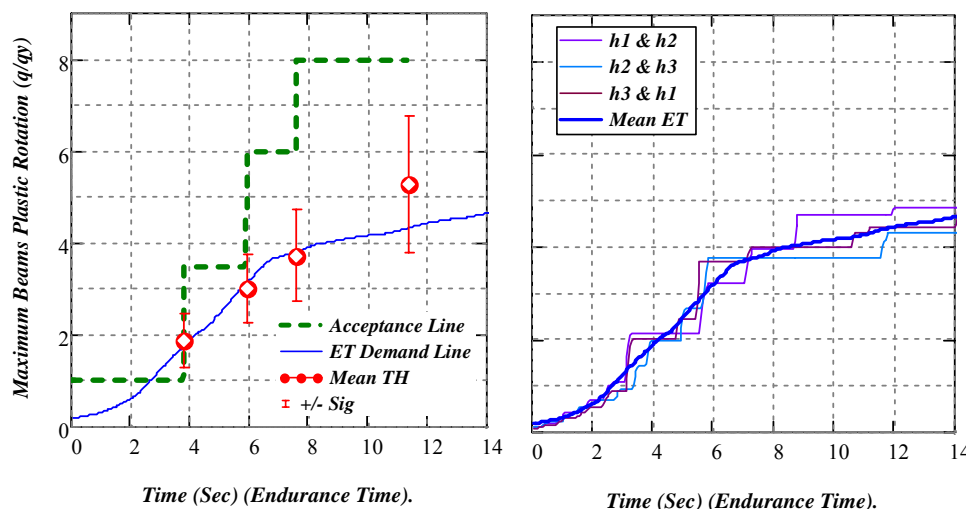 Maximum Beams Plastic Rotation (q/qy)
8
6
4
2
0
0 2 4 6 8 10 12 14
Acceptance Line
ET Demand Line
Mean TH
+/- Sig
Time (Sec) (Endurance Time).
h1 & h2
h2 & h3
h3 & h1
Mean ET
0 2 4 6 8 10 12 14
Time (Sec) (Endurance Time).